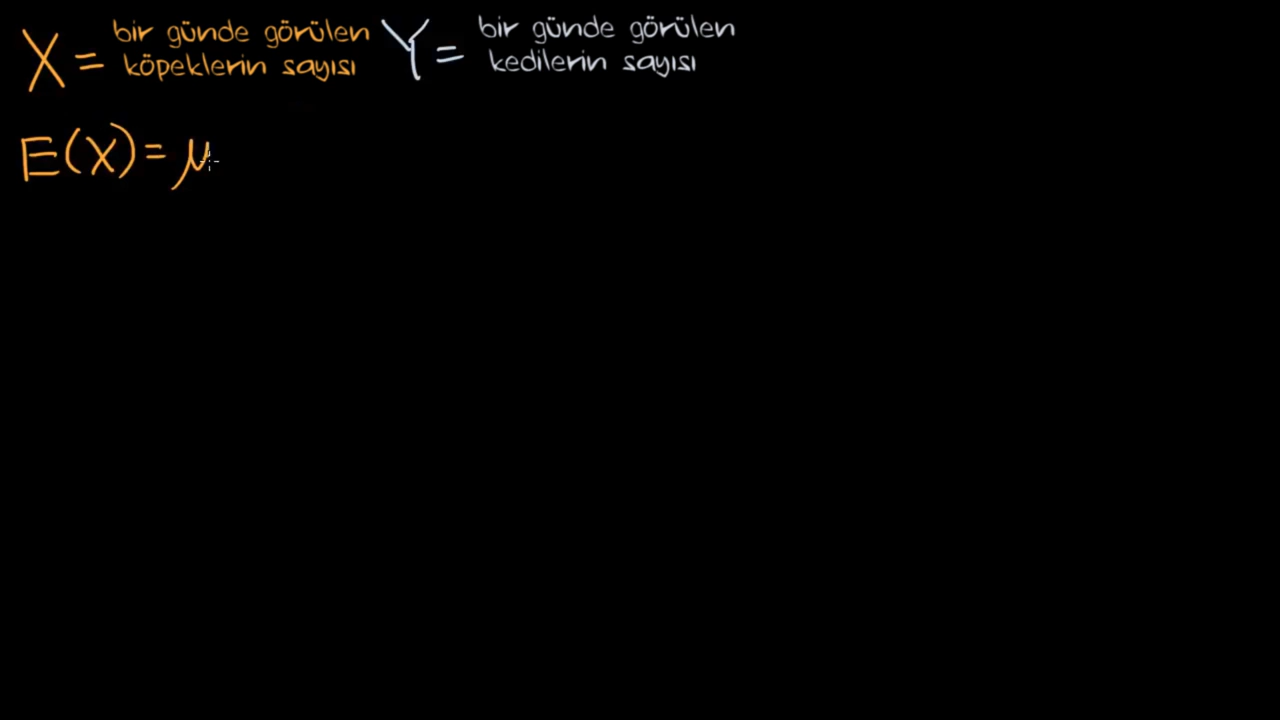 X = bir günde görülen
köpeklerin sayısı
Y = bir günde görülen
kedilerin sayısı
E(X) = μ